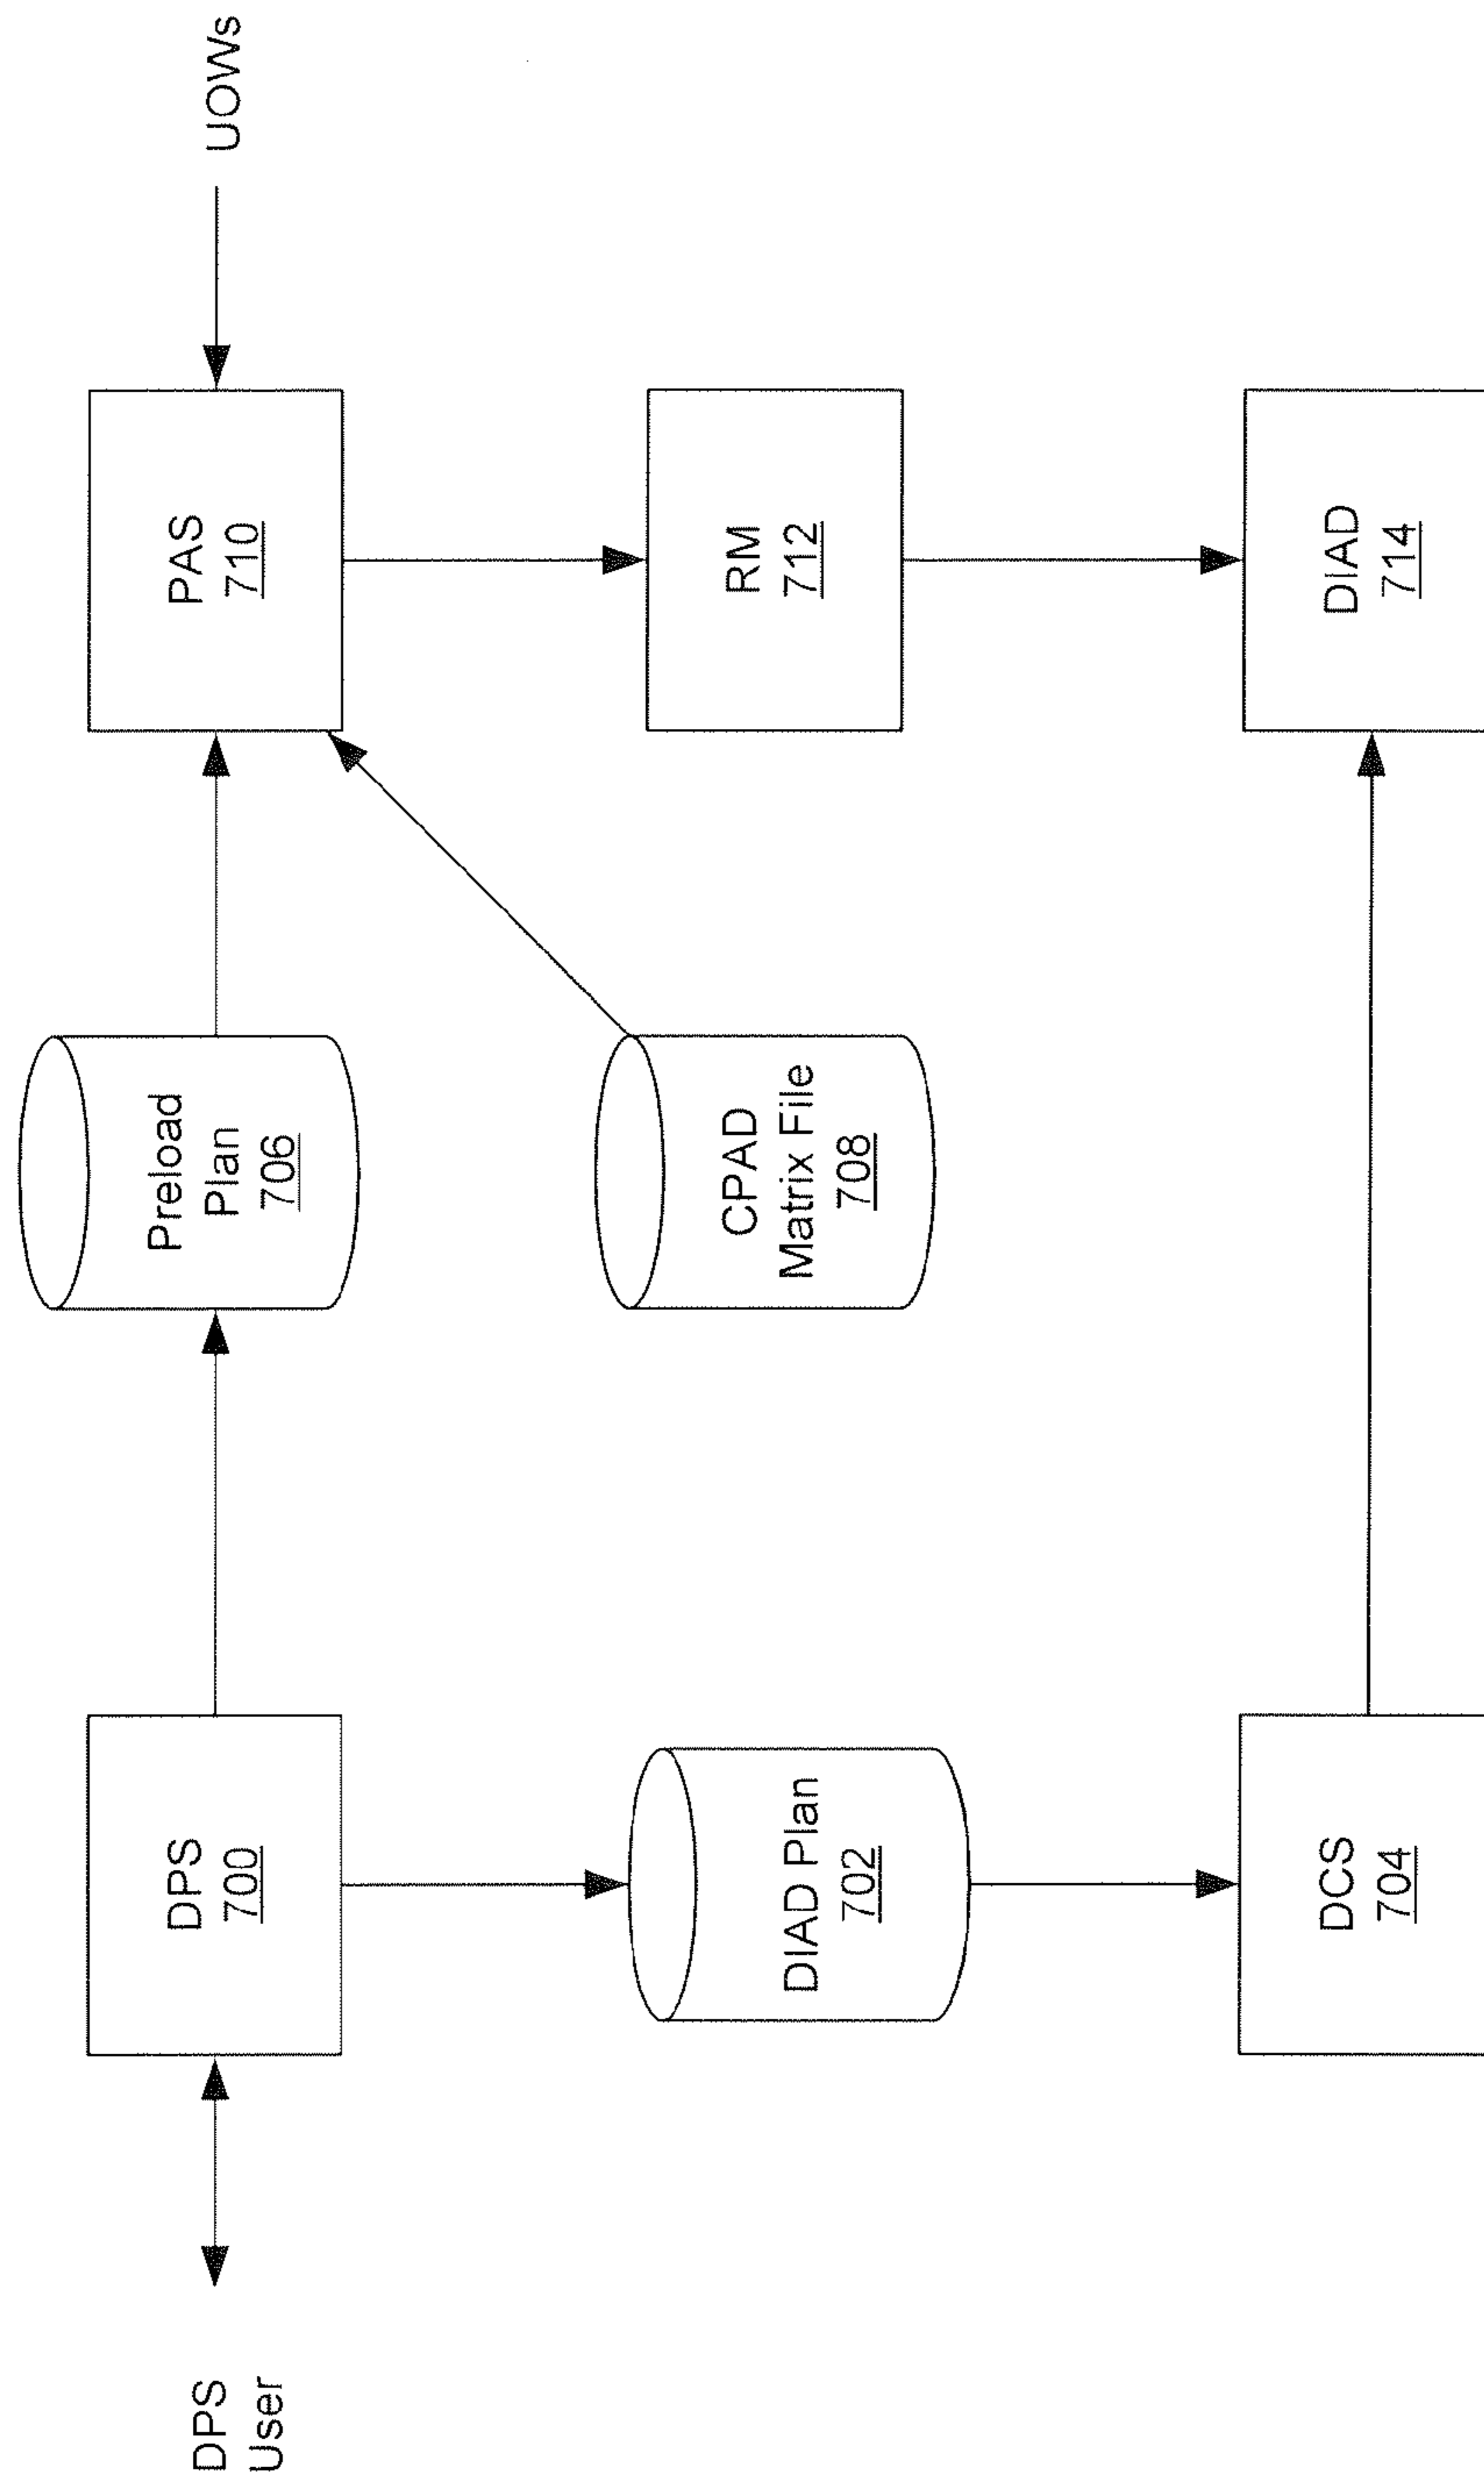 DPS
User
DPS
700
Preload
Plan
706
PAS
710
UOWs
DIAD Plan
702
CPAD
Matrix File
708
RM
712
DCS
704
DIAD
714